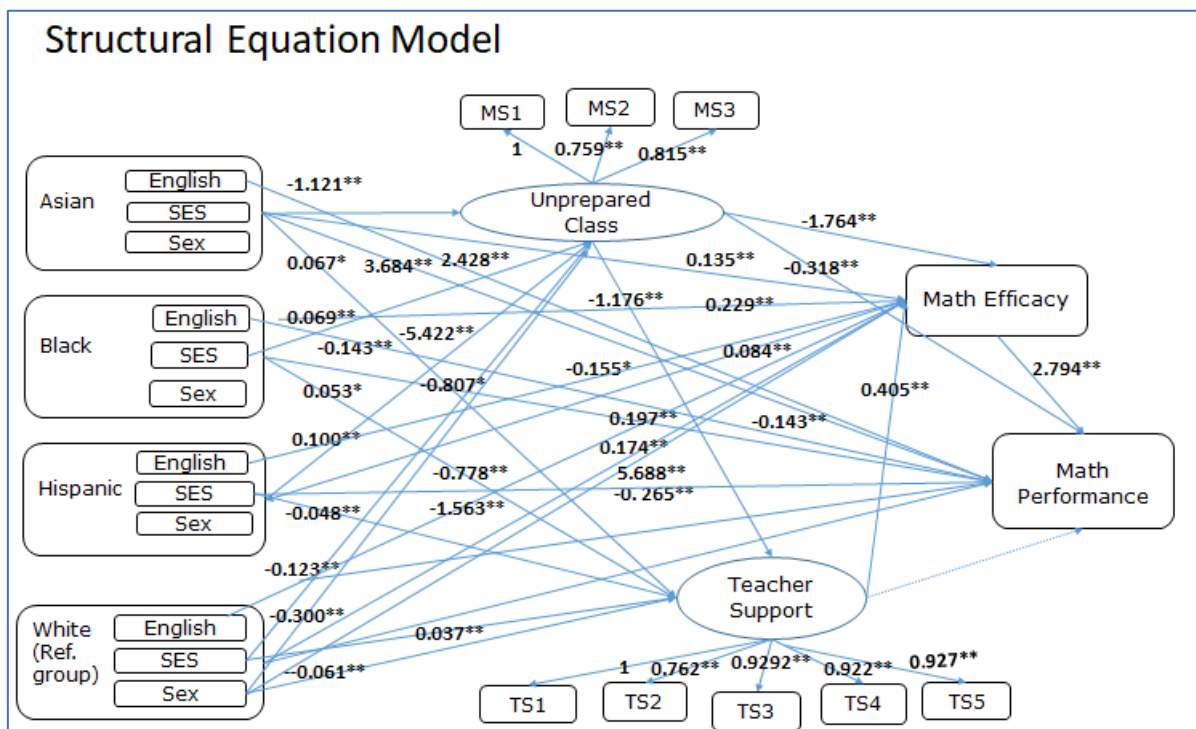 Structural Equation Model
MS1
MS2
MS3
1
0.759**
0.815**
Asian
English
SES
Sex
-1.121**
Unprepared
Class
-1.764**
0.067*
3.684**
2.428**
0.135**
-0.318**
Math Efficacy
Black
English
SES
Sex
0.069**
-1.176**
0.229**
-5.422**
-0.143**
0.084**
-0.155*
2.794**
0.053*
-0.807*
0.405**
0.197**
-0.143**
Hispanic
English
SES
Sex
0.100**
0.174**
-0.778**
5.688**
Math
Performance
-0. 265**
-0.048**
-1.563**
-0.123**
Teacher
Support
White
(Ref.
group)
English
SES
Sex
-0.300**
0.037**
--0.061**
1
0.762**
0.9292**
0.922**
0.927**
TS1
TS2
TS3
TS4
TS5